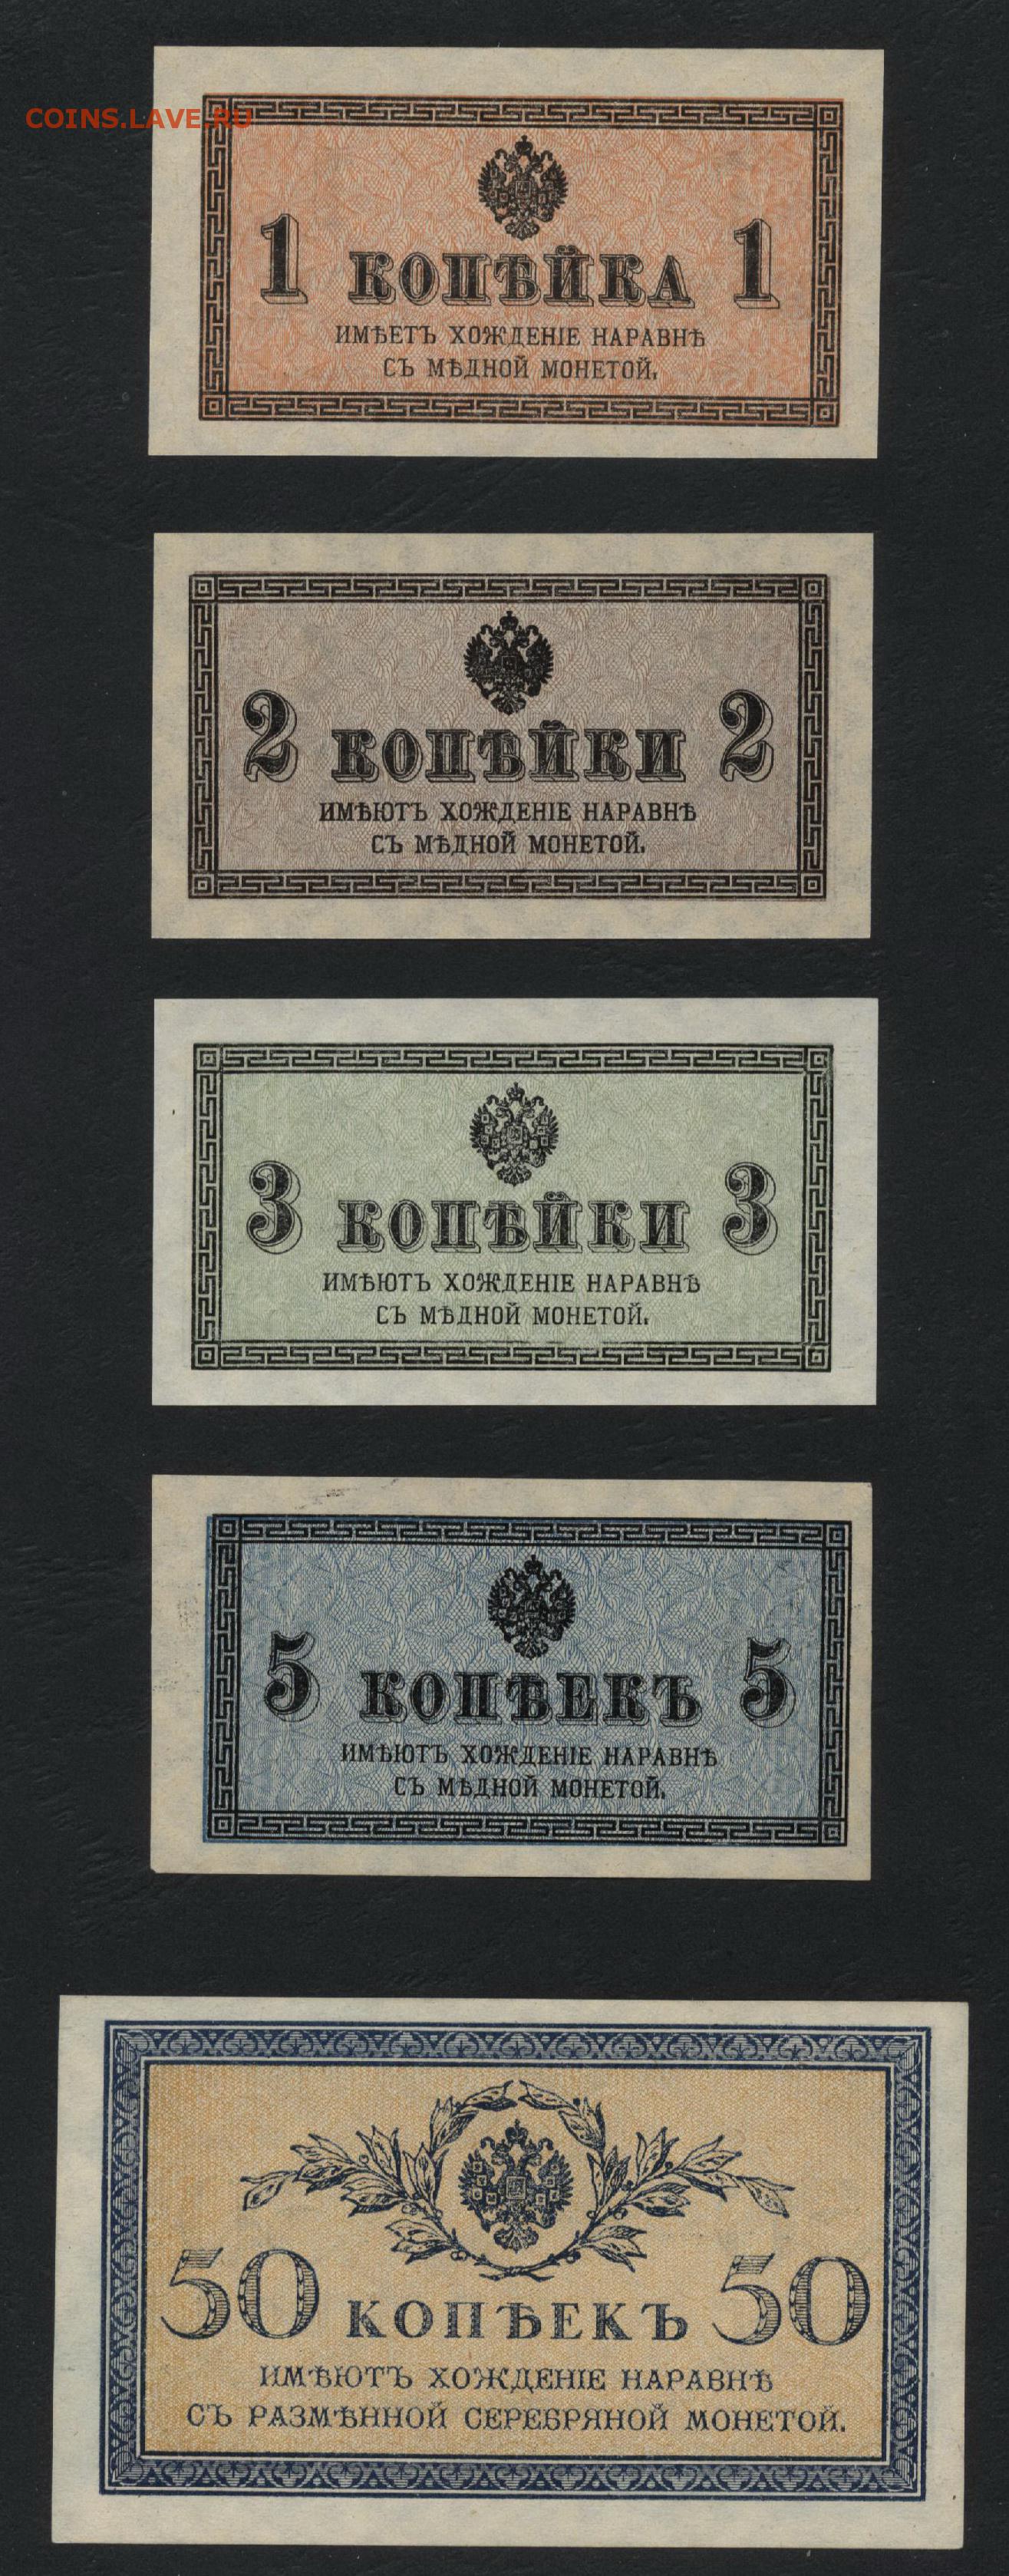 COINS.LAVE.RU
1 КОПѢЙКА 1
ИМѢЕТЪ ХОЖДЕНІЕ НАРАВНѢ
СЪ МѢДНОЙ МОНЕТОЙ.
2 КОПѢЙКИ 2
ИМѢЮТЪ ХОЖДЕНІЕ НАРАВНѢ
СЪ МѢДНОЙ МОНЕТОЙ.
3 КОПѢЙКИ 3
ИМѢЮТЪ ХОЖДЕНІЕ НАРАВНѢ
СЪ МѢДНОЙ МОНЕТОЙ.
5 КОПѢЕКЪ 5
ИМѢЮТЪ ХОЖДЕНІЕ НАРАВНѢ
СЪ МѢДНОЙ МОНЕТОЙ.
50 КОПѢЕКЪ 50
ИМѢЮТЪ ХОЖДЕНІЕ НАРАВНѢ
СЪ РАЗМѢННОЙ СЕРЕБРЯНОЙ МОНЕТОЙ.